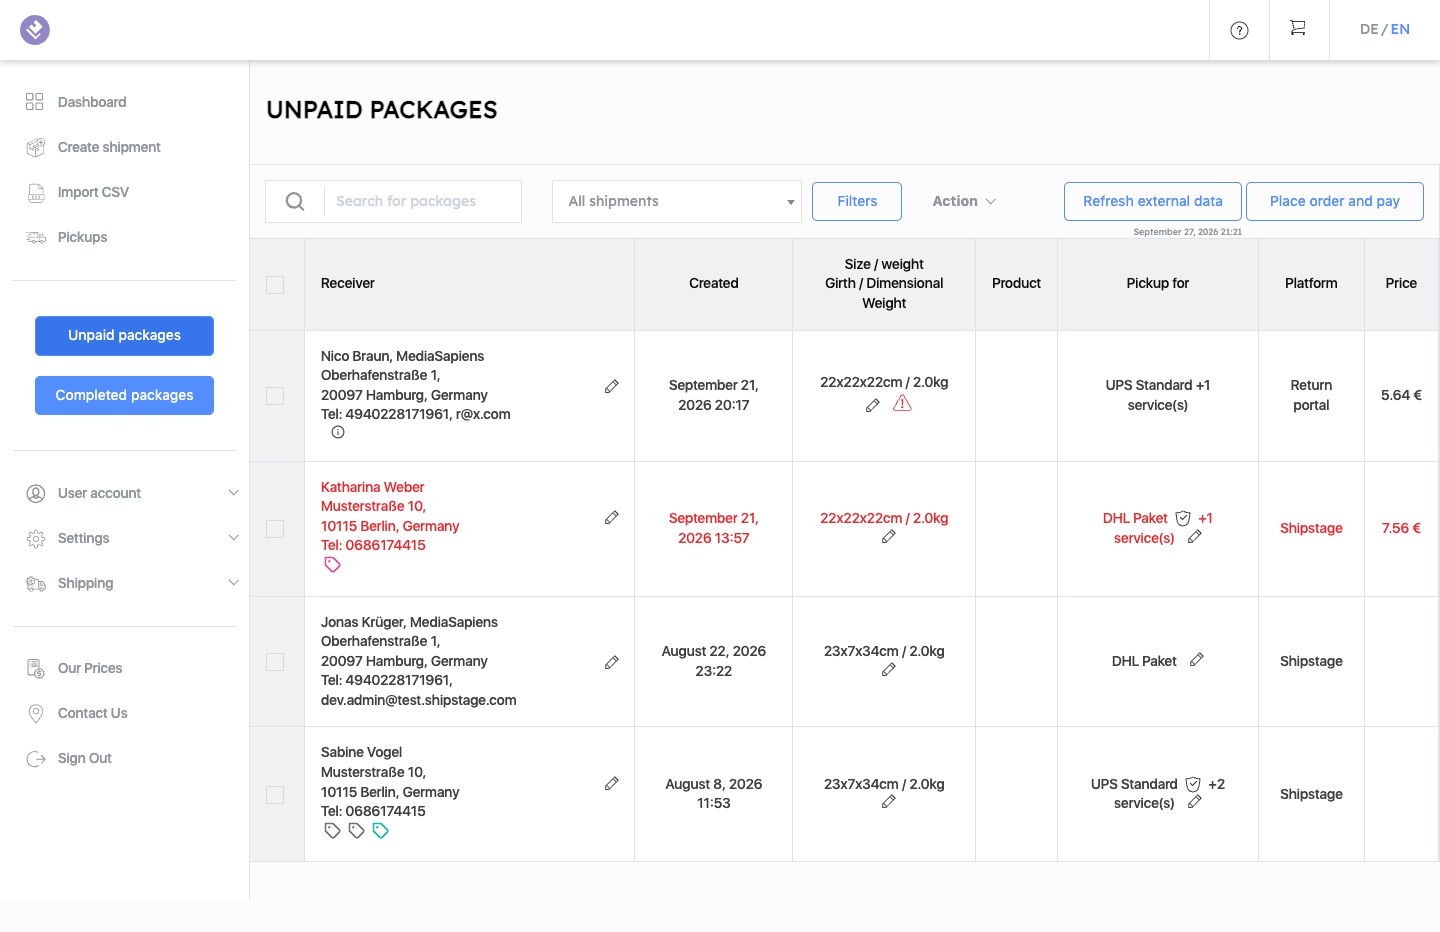 DE / EN
Dashboard
Create shipment
Import CSV
Pickups
Unpaid packages
Completed packages
User account
Settings
Shipping
Our Prices
Contact Us
Sign Out
UNPAID PACKAGES
Search for packages
All shipments
Filters
Action
Refresh external data
Place order and pay
September 27, 2026 21:21
Receiver
Created
Size / weight
Girth / Dimensional
Weight
Product
Pickup for
Platform
Price
Nico Braun, MediaSapiens
Oberhafenstraße 1,
20097 Hamburg, Germany
Tel: 4940228171961, r@x.com
September 21,
2026 20:17
22x22x22cm / 2.0kg
UPS Standard +1
service(s)
Return
portal
5.64 €
Katharina Weber
Musterstraße 10,
10115 Berlin, Germany
Tel: 0686174415
September 21,
2026 13:57
22x22x22cm / 2.0kg
DHL Paket +1
service(s)
Shipstage
7.56 €
Jonas Krüger, MediaSapiens
Oberhafenstraße 1,
20097 Hamburg, Germany
Tel: 4940228171961,
dev.admin@test.shipstage.com
August 22, 2026
23:22
23x7x34cm / 2.0kg
DHL Paket
Shipstage
Sabine Vogel
Musterstraße 10,
10115 Berlin, Germany
Tel: 0686174415
August 8, 2026
11:53
23x7x34cm / 2.0kg
UPS Standard +2
service(s)
Shipstage